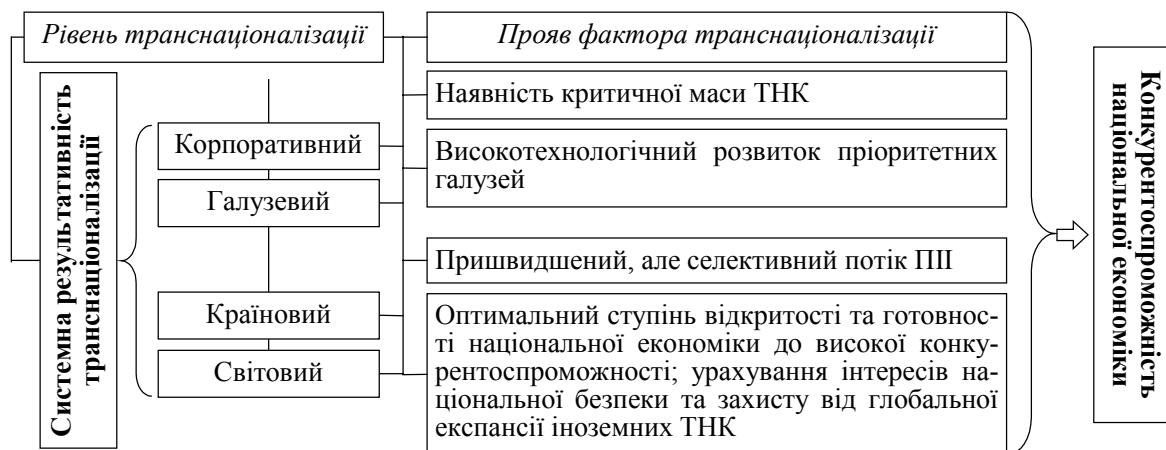 Рівень транснаціоналізації
Прояв фактора транснаціоналізації
Системна результативність
транснаціоналізації
Корпоративний
Галузевий
Країновий
Світовий
Наявність критичної маси ТНК
Високотехнологічний розвиток пріоритетних
галузей
Пришвидшений, але селективний потік ПІІ
Оптимальний ступінь відкритості та готовнос-
ті національної економіки до високої конку-
рентоспроможності; урахування інтересів на-
ціональної безпеки та захисту від глобальної
експансії іноземних ТНК
Конкурентоспроможність
національної економіки